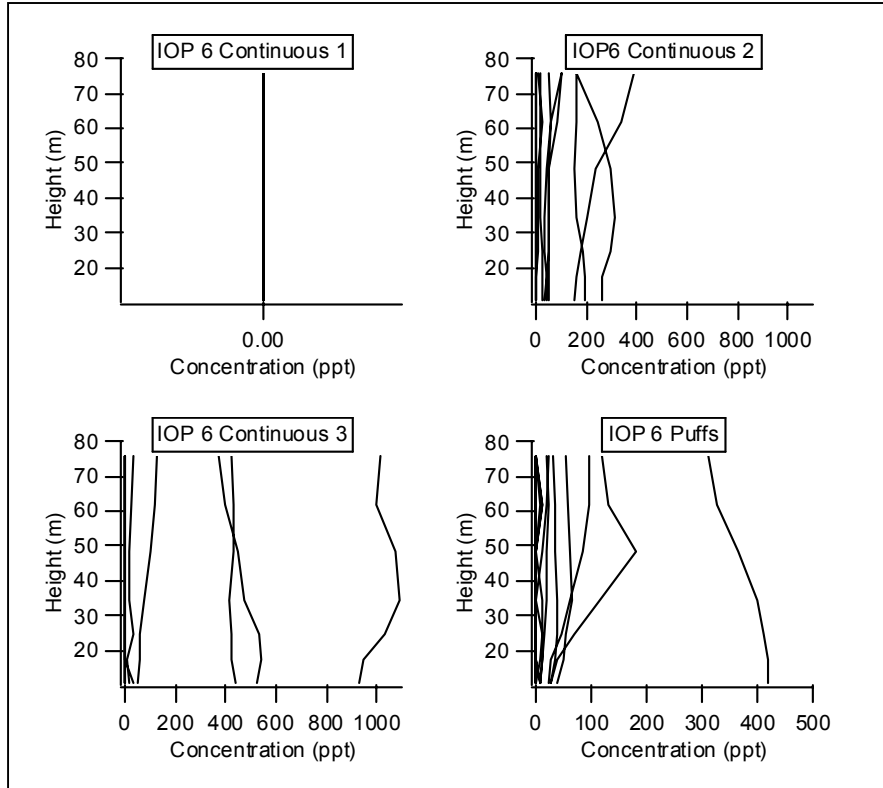 IOP 6 Continuous 1
80
70
60
50
40
30
20
Height (m)
0.00
Concentration (ppt)
IOP6 Continuous 2
80
70
60
50
40
30
20
Height (m)
0 200 400 600 800 1000
Concentration (ppt)
IOP 6 Continuous 3
80
70
60
50
40
30
20
Height (m)
0 200 400 600 800 1000
Concentration (ppt)
IOP 6 Puffs
80
70
60
50
40
30
20
Height (m)
0 100 200 300 400 500
Concentration (ppt)